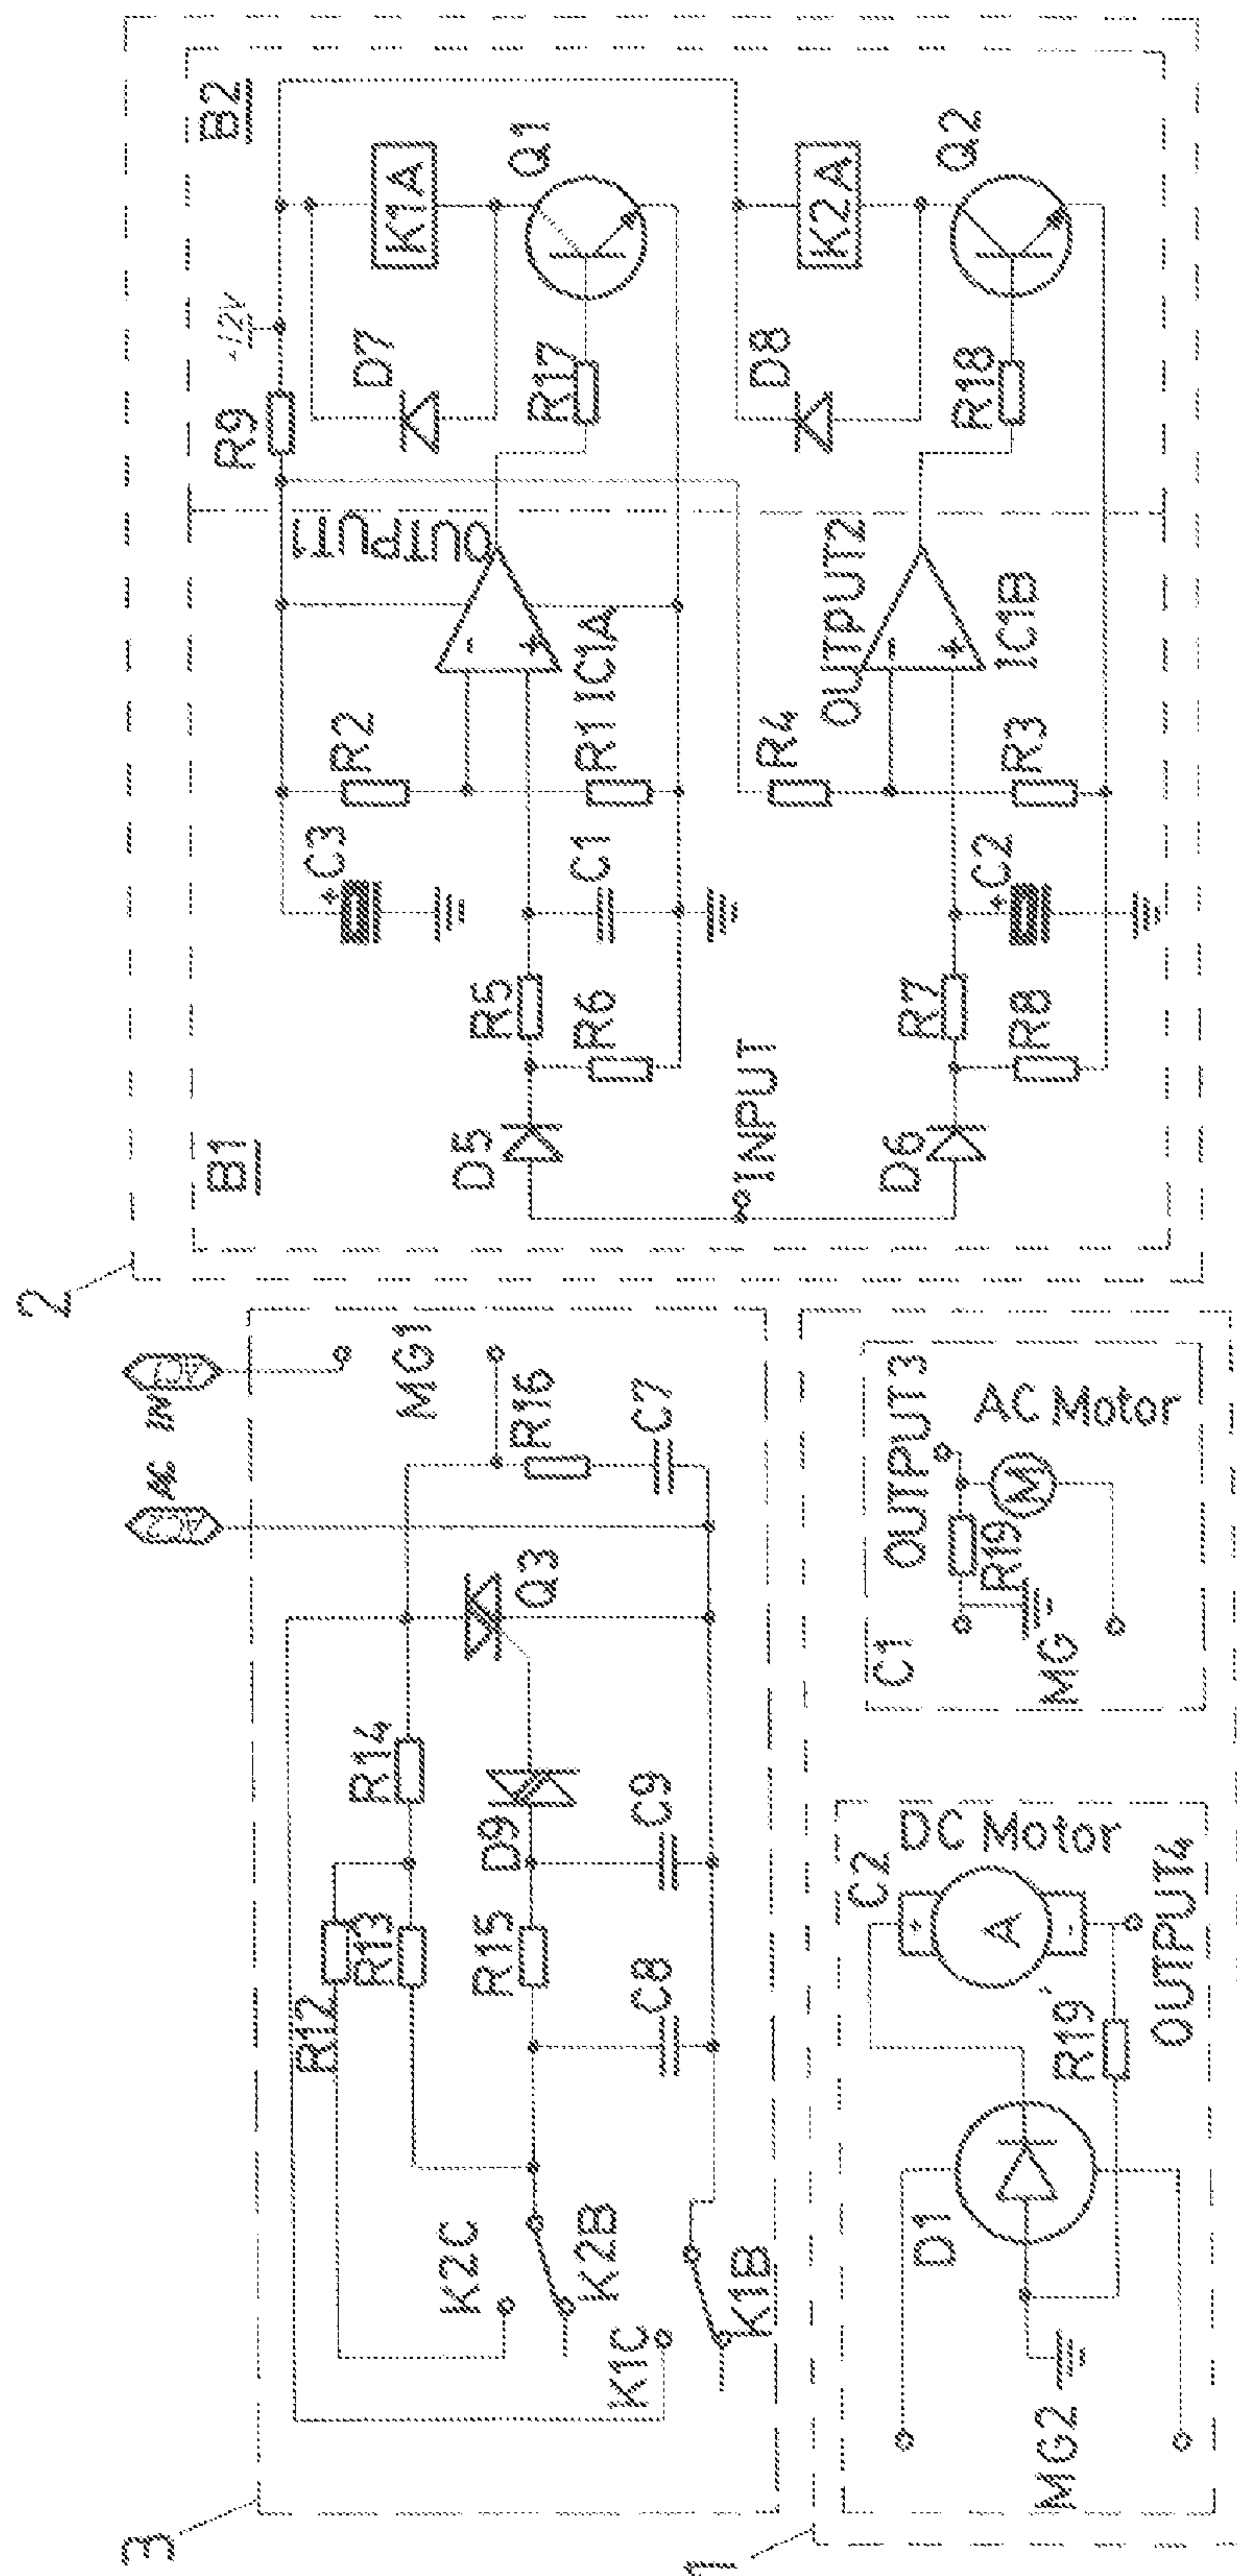 2
B1
B2
+12V
R9
C3
R2
OUTPUT1
D7
K1A
Q1
R17
D5
R5
R6
C1
R1
IC1A
INPUT
R4
OUTPUT2
D8
K2A
Q2
R18
D6
R7
R8
C2
R3
IC1B
+
-
+
+
-
+
3
AC IN
MG1
R16
C7
Q3
R14
R12
R13
D9
R15
C9
C8
K2C
K2B
K1C
K1B
1
C2
DC Motor
+
A
-
D1
R19
MG2
OUTPUT4
C1
OUTPUT3
R19
M
AC Motor
MG